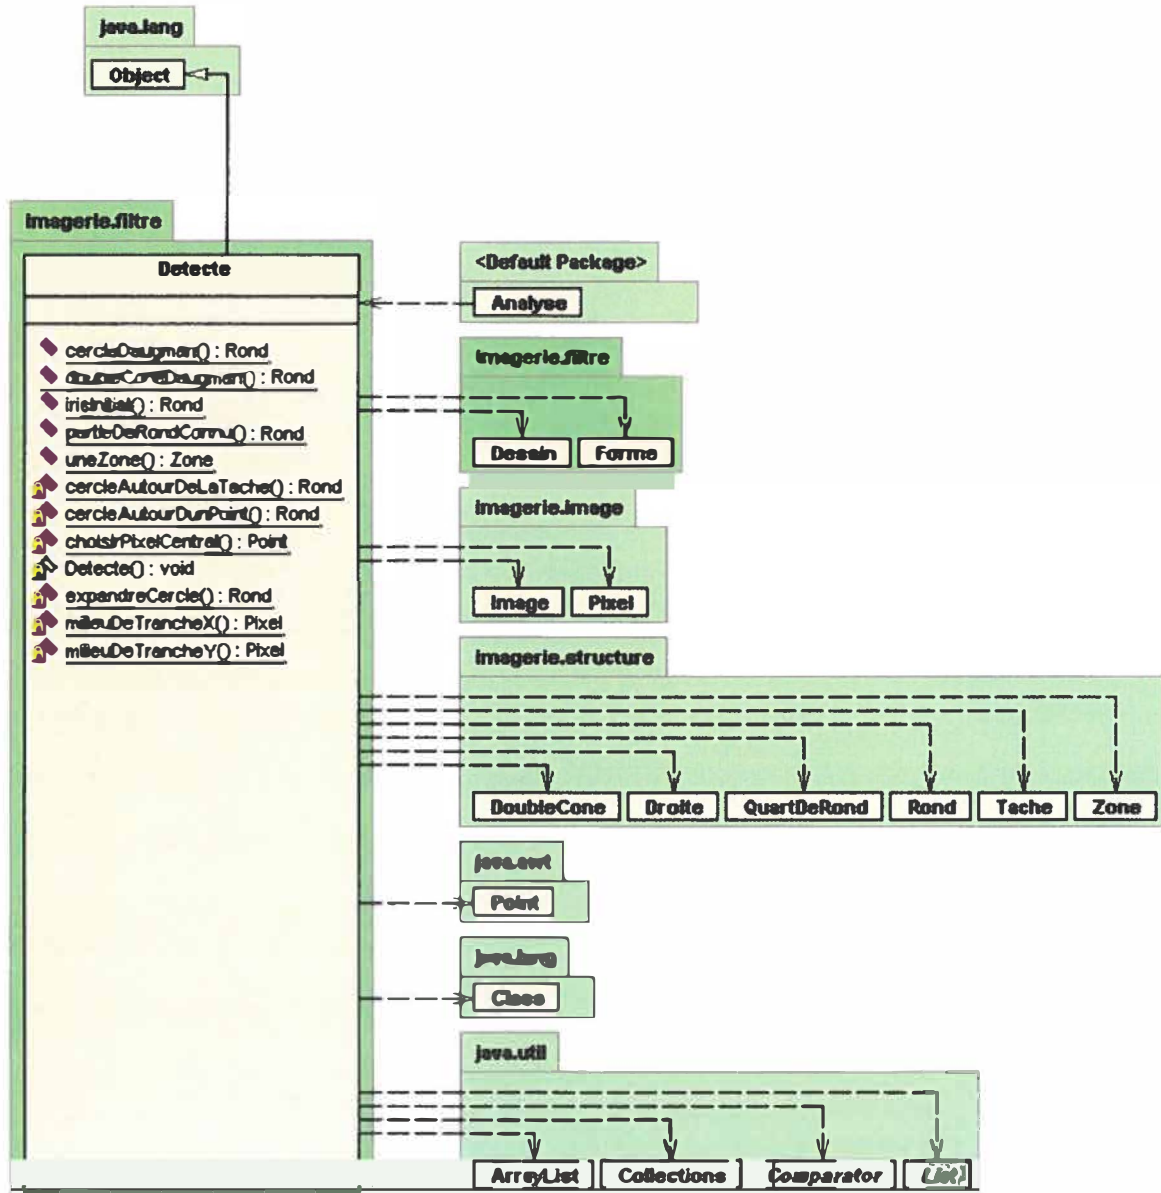 java.lang
Object
imagerie.filtre
Detecte
cercleDaugman() : Rond
doubleConeDaugman() : Rond
irisInitial() : Rond
partieDeRondConnu() : Rond
uneZone() : Zone
cercleAutourDeLaTache() : Rond
cercleAutourDunPoint() : Rond
choisirPixelCentral() : Point
Detecte() : void
expandreCercle() : Rond
milieuDeTrancheX() : Pixel
milieuDeTrancheY() : Pixel
<Default Package>
Analyse
imagerie.filtre
Dessin Forme
imagerie.image
Image Pixel
imagerie.structure
DoubleCone Droite QuartDeRond Rond Tache Zone
java.awt
Point
java.lang
Class
java.util
ArrayList Collections Comparator List